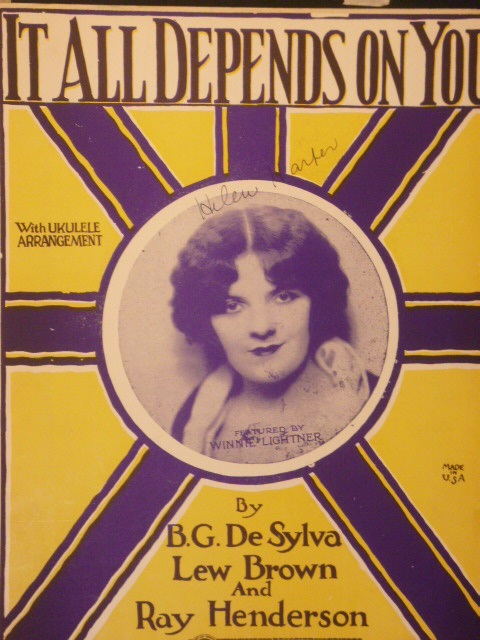 IT ALL DEPENDS ON YOU
Helen Harper
With UKULELE
ARRANGEMENT
FEATURED BY
WINNIE LIGHTNER
MADE
IN
U.S.A
By
B.G. De Sylva
Lew Brown
And
Ray Henderson